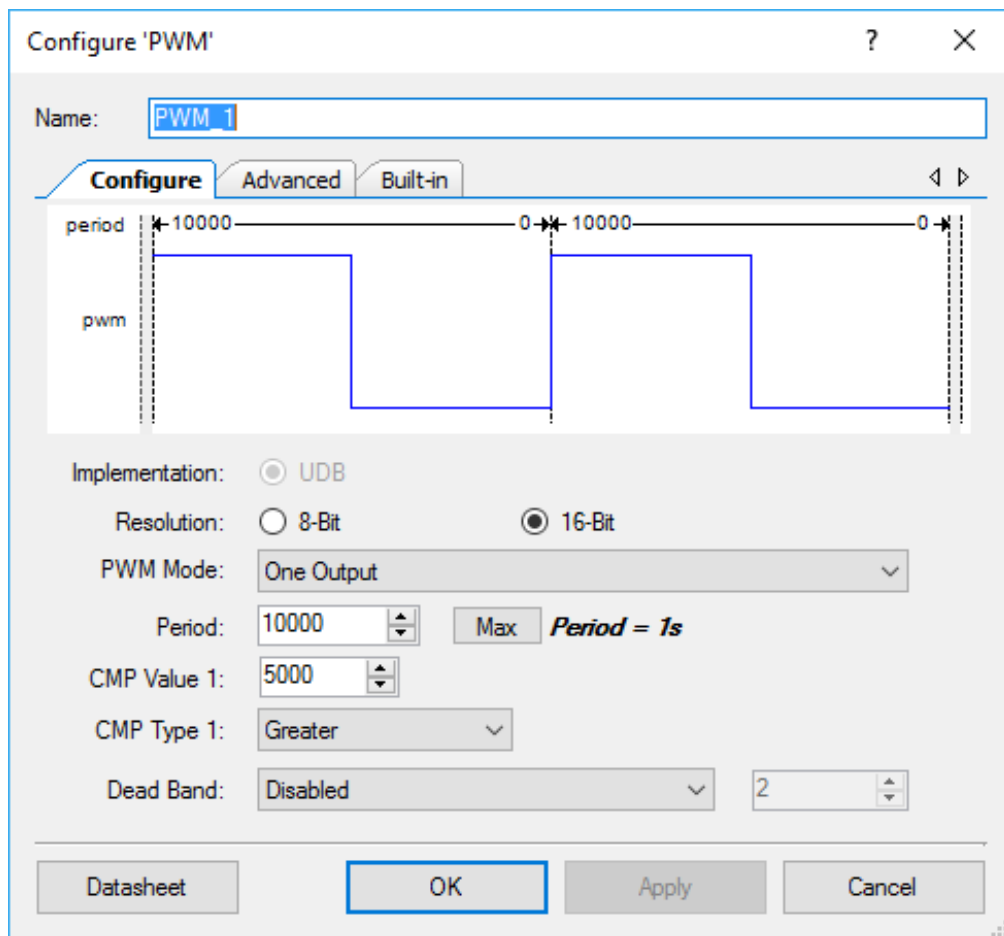 Configure 'PWM'
Name: PWM_1
Configure Advanced Built-in
period 10000 0 10000 0
pwm
Implementation: UDB
Resolution: 8-Bit 16-Bit
PWM Mode: One Output
Period: 10000 Max Period = 1s
CMP Value 1: 5000
CMP Type 1: Greater
Dead Band: Disabled 2
Datasheet OK Apply Cancel